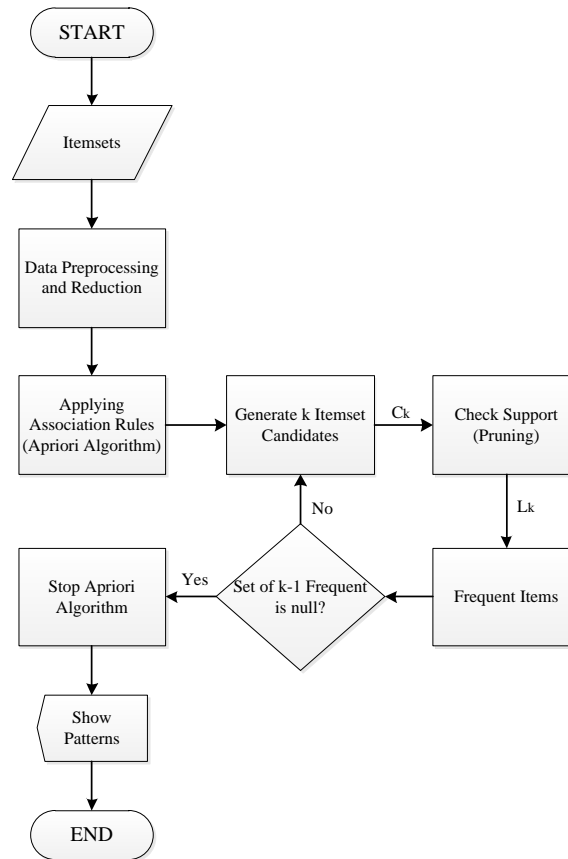 START
Itemsets
Data Preprocessing
and Reduction
Applying
Association Rules
(Apriori Algorithm)
Generate k Itemset
Candidates
Ck
Check Support
(Pruning)
Lk
Frequent Items
Set of k-1 Frequent
is null?
No
Yes
Stop Apriori
Algorithm
Show
Patterns
END